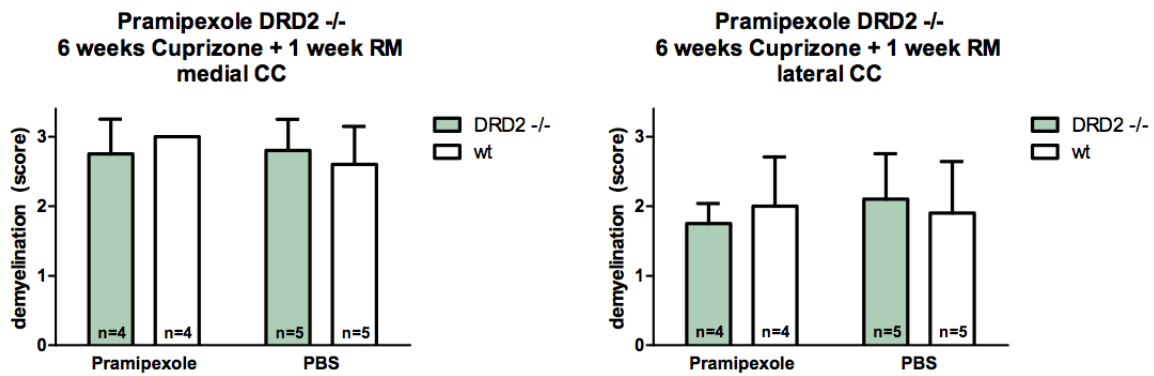 Pramipexole DRD2 -/-
6 weeks Cuprizone + 1 week RM
medial CC
demyelination (score)
3
2
1
0
n=4
n=4
n=5
n=5
Pramipexole
PBS
DRD2 -/-
wt
Pramipexole DRD2 -/-
6 weeks Cuprizone + 1 week RM
lateral CC
demyelination (score)
3
2
1
0
n=4
n=4
n=5
n=5
Pramipexole
PBS
DRD2 -/-
wt